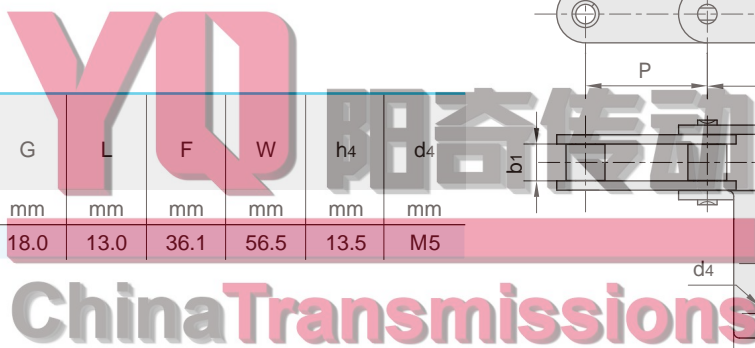 YQ
阳奇传动
P
G L F W h4 d4
b1
mm mm mm mm mm mm
18.0 13.0 36.1 56.5 13.5 M5
d4
ChinaTransmissions